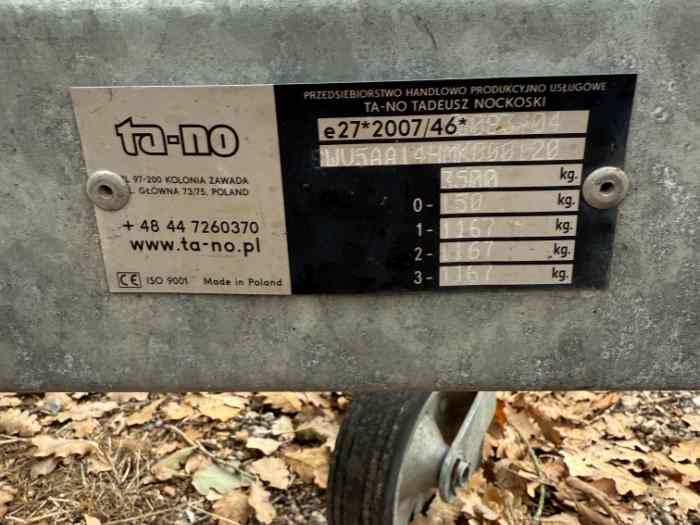 ta-no
PL 97-200 KOLONIA ZAWADA
UL. GŁÓWNA 73/75, POLAND
+ 48 44 7260370
www.ta-no.pl
CE ISO 9001 Made in Poland
PRZEDSIEBIORSTWO HANDLOWO PRODUKCYJNO USŁUGOWE
TA-NO TADEUSZ NOCKOSKI
e27*2007/46*
3500 kg.
0- 150 kg.
1- 1167 kg.
2- 1167 kg.
3- 1167 kg.